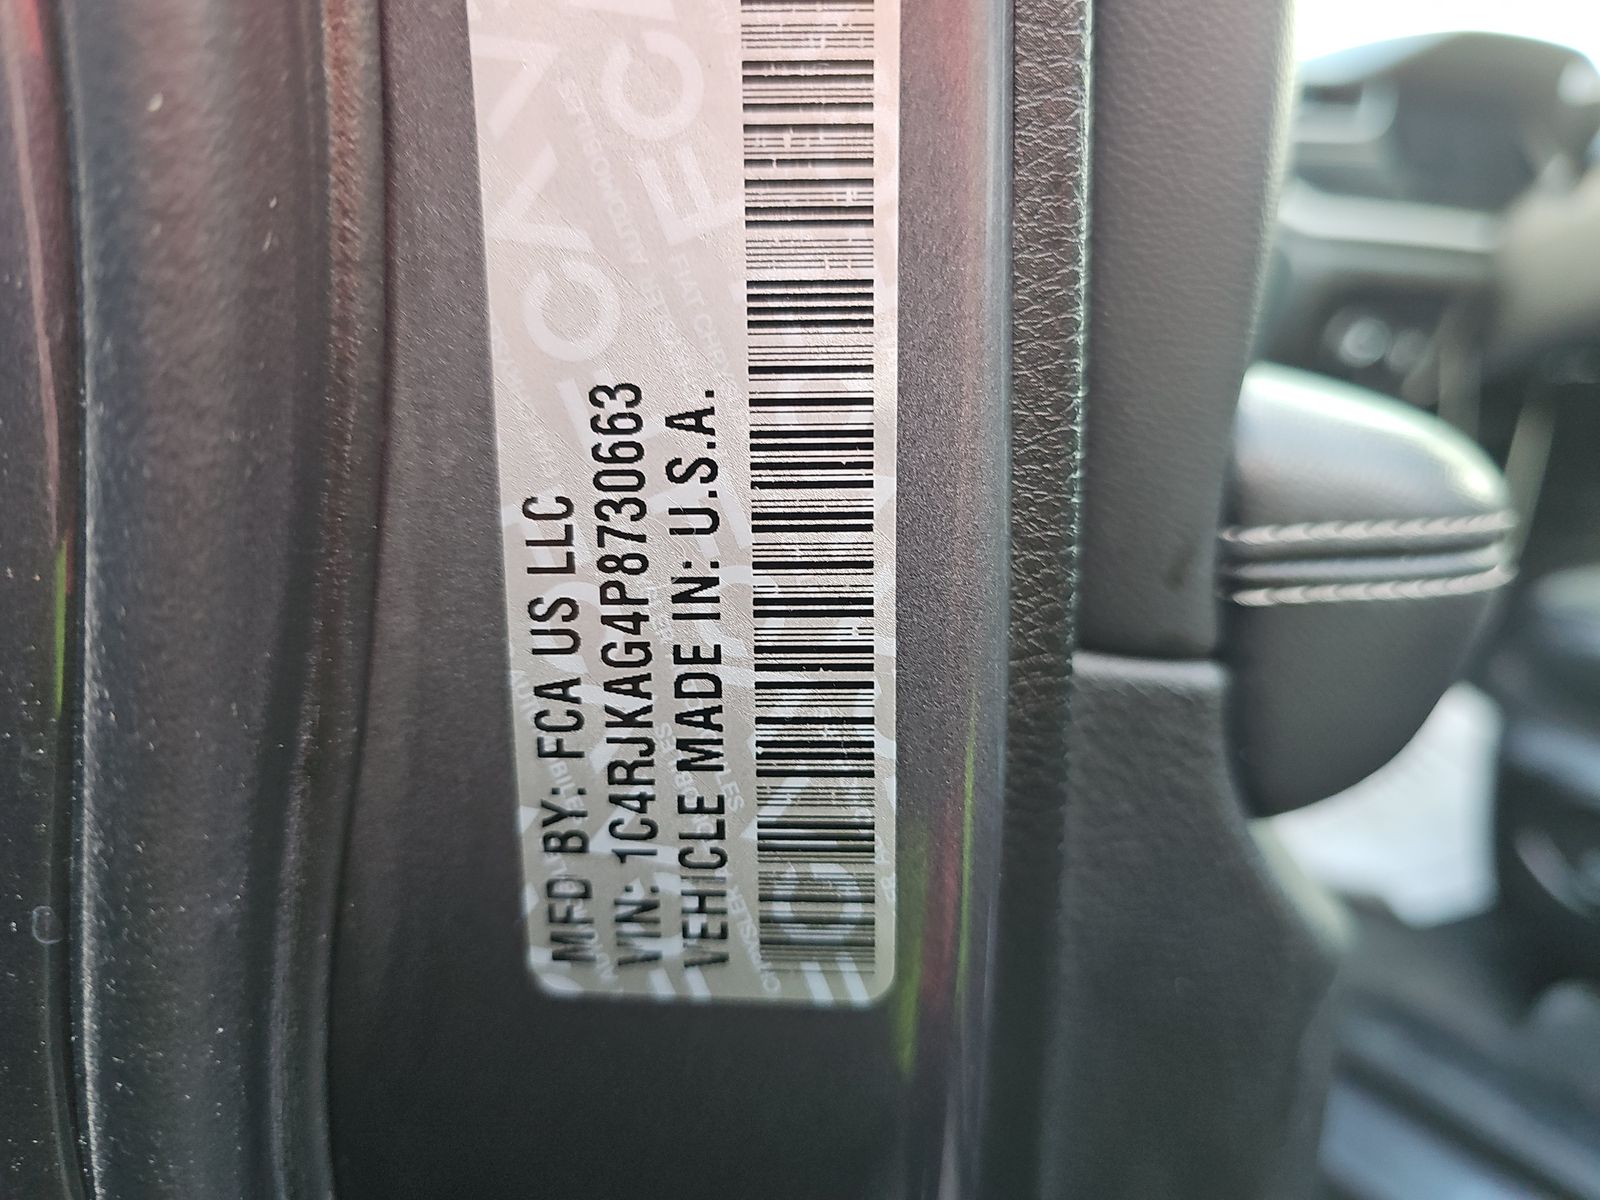 MFD BY: FCA US LLC
VIN: 1C4RJKAG4P8730663
VEHICLE MADE IN: U.S.A.